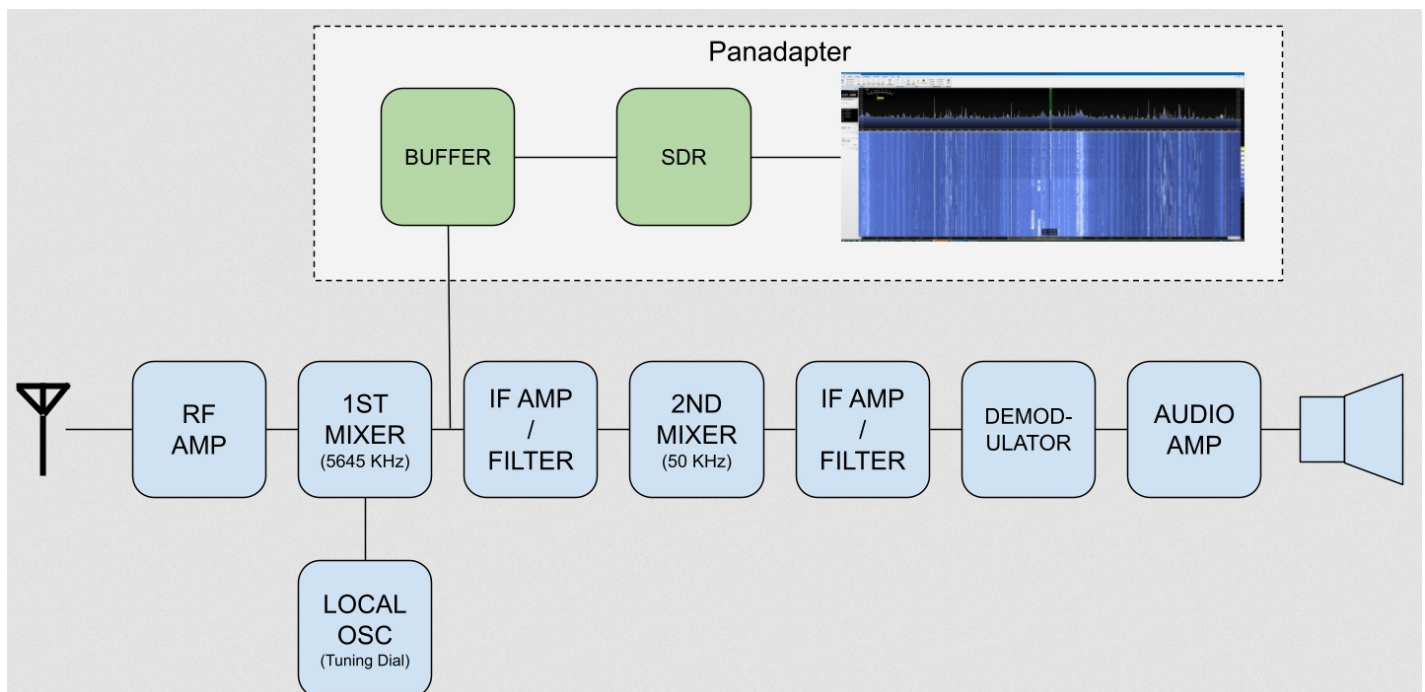 Panadapter
BUFFER
SDR
RF
AMP
1ST
MIXER
(5645 KHz)
IF AMP
/
FILTER
2ND
MIXER
(50 KHz)
IF AMP
/
FILTER
DEMOD-
ULATOR
AUDIO
AMP
LOCAL
OSC
(Tuning Dial)